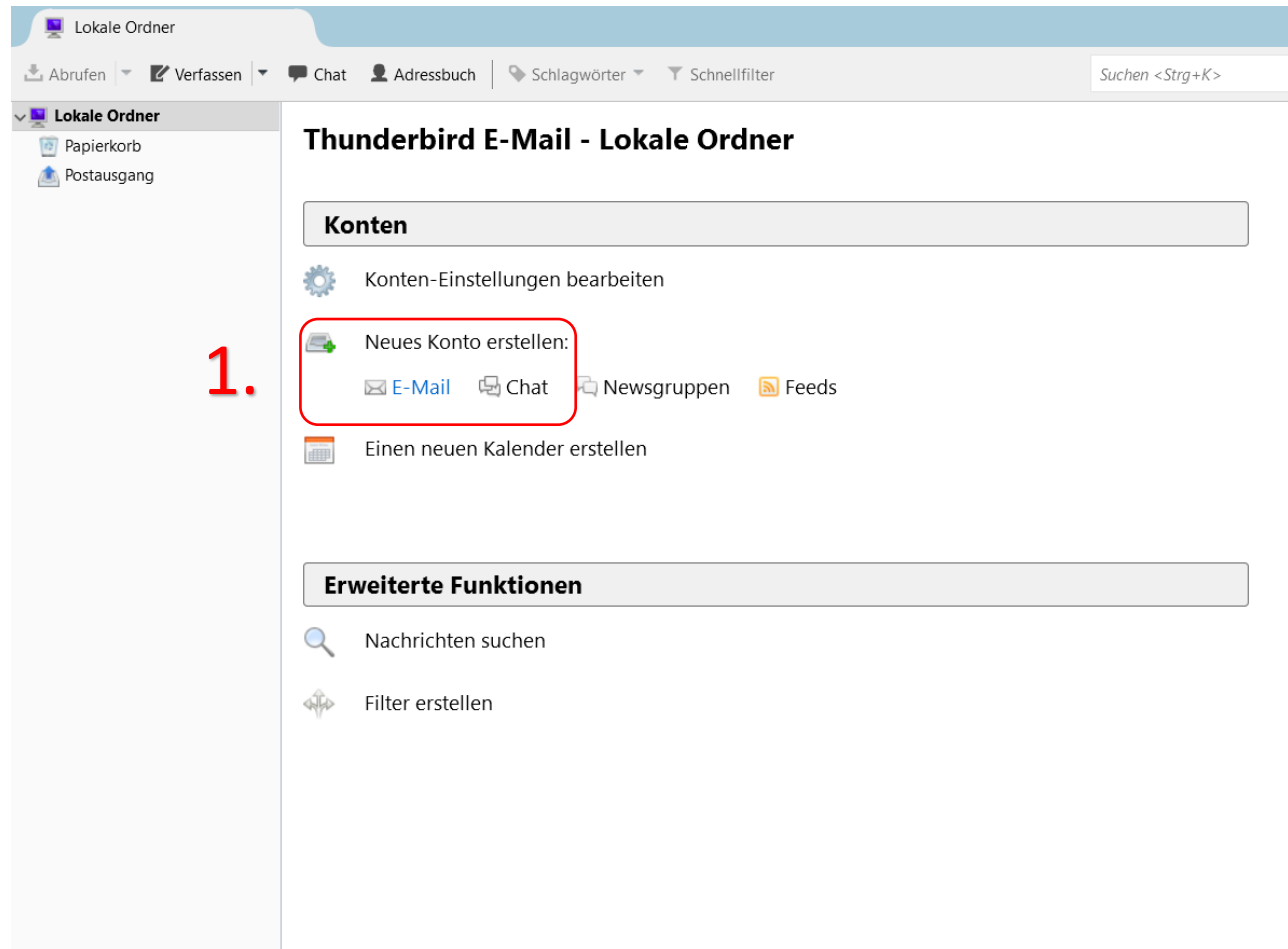 Lokale Ordner
Abrufen Verfassen Chat Adressbuch Schlagwörter Schnellfilter Suchen <Strg+K>
Lokale Ordner
Papierkorb
Postausgang
Thunderbird E-Mail - Lokale Ordner
Konten
Konten-Einstellungen bearbeiten
1.
Neues Konto erstellen:
E-Mail Chat Newsgruppen Feeds
Einen neuen Kalender erstellen
Erweiterte Funktionen
Nachrichten suchen
Filter erstellen